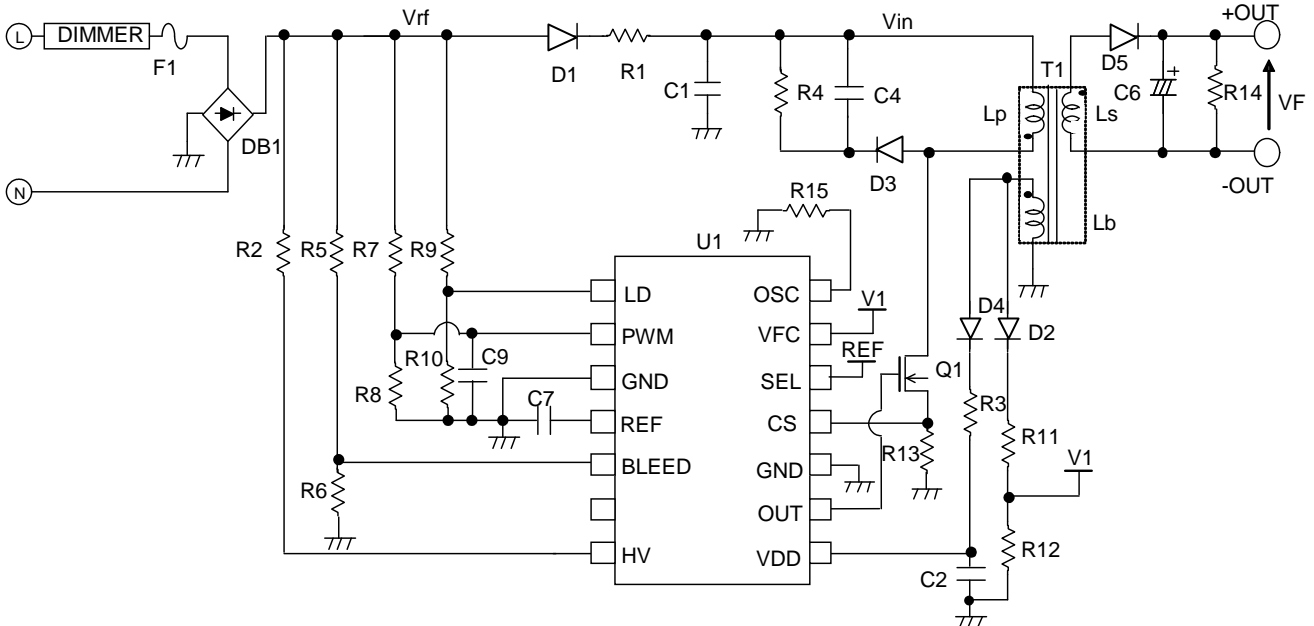 Vrf
Vin
+OUT
L
DIMMER
F1
D1
R1
D5
T1
C1
R4
C4
Lp
Ls
C6
+
R14
VF
DB1
D3
-OUT
N
R15
Lb
R2
R5
R7
R9
U1
LD
OSC
V1
D4
D2
PWM
VFC
REF
R10
C9
GND
SEL
Q1
R8
C7
R3
REF
CS
R13
R11
BLEED
GND
V1
R6
OUT
R12
HV
VDD
C2